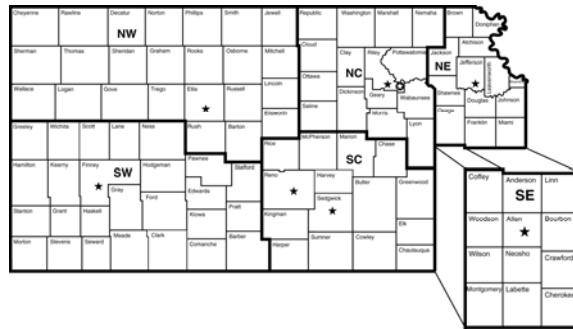 Cheyenne Rawlins Decatur Norton Phillips Smith Jewell Republic Washington Marshall Nemaha Brown
Doniphan
NW
Atchison
Sherman Thomas Sheridan Graham Rooks Osborne Mitchell Cloud Clay Riley Pottawatomie Jackson Jefferson
NC NE
Leavenworth
Wallace Logan Gove Trego Ellis Russell Lincoln Ottawa Dickinson Geary Wabaunsee Shawnee Douglas Johnson
Ellsworth Saline Morris Osage
Greeley Wichita Scott Lane Ness Rush Barton Rice McPherson Marion Chase Lyon Franklin Miami
SC
Hamilton Kearny Finney SW Hodgeman Pawnee Stafford Reno Harvey Butler Greenwood
Gray Edwards Sedgwick
Stanton Grant Haskell Ford Kiowa Pratt Kingman Elk
Morton Stevens Seward Meade Clark Comanche Barber Harper Sumner Cowley Chautauqua
Coffey Anderson Linn
SE
Woodson Allen Bourbon
Wilson Neosho Crawford
Montgomery Labette Cherokee